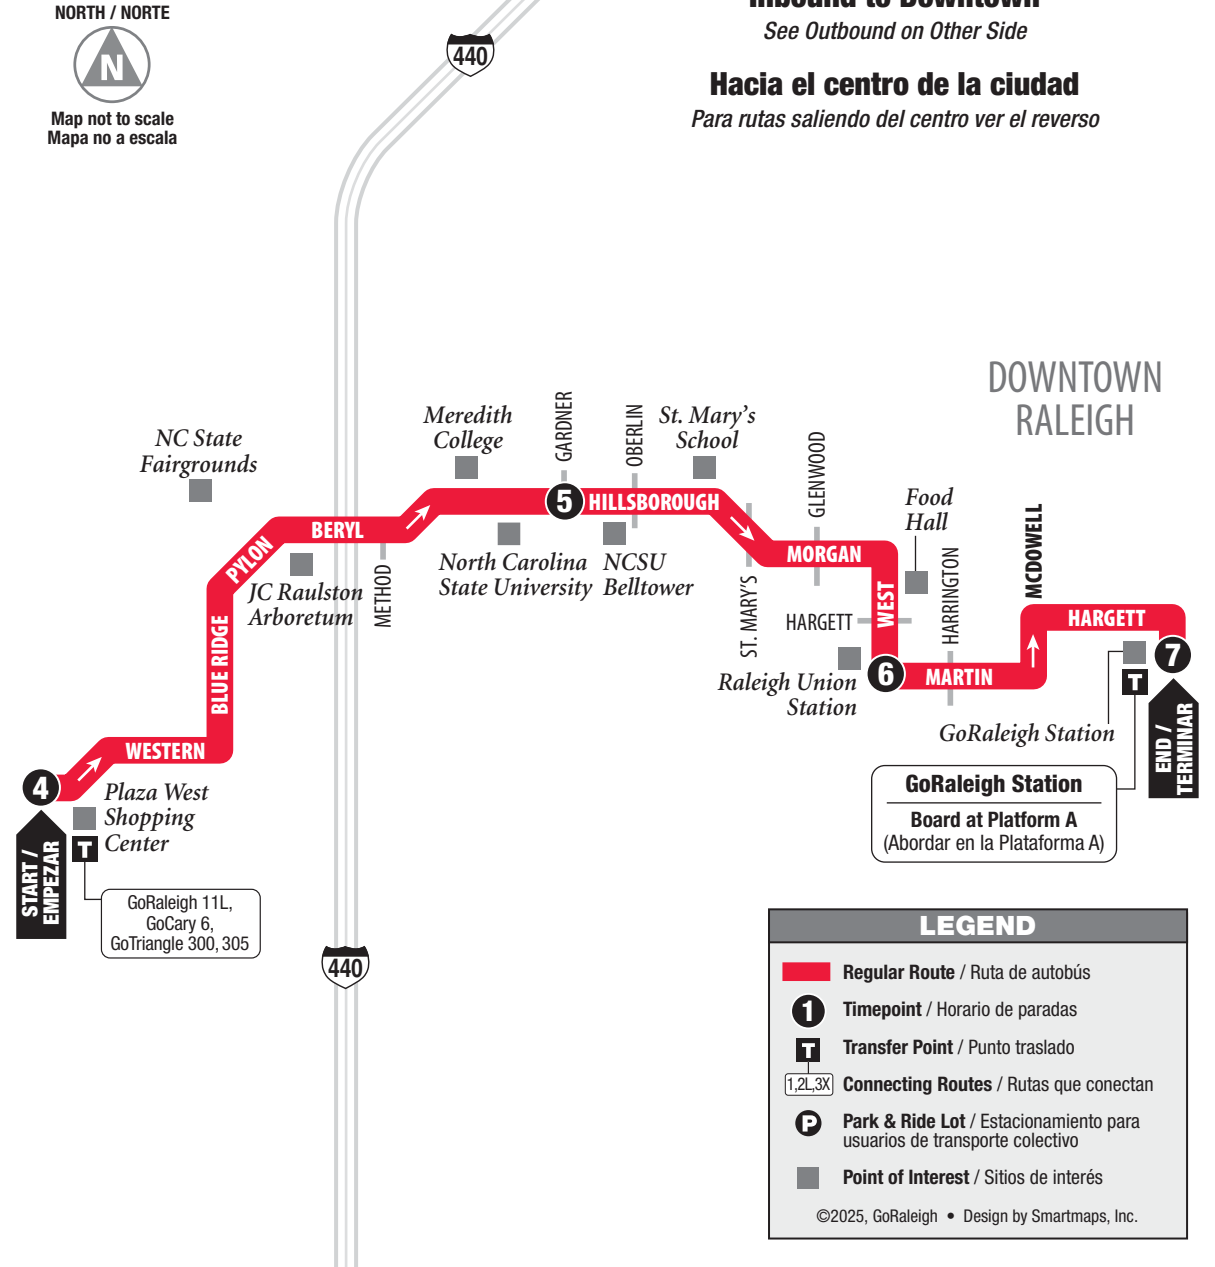 NORTH / NORTE
N
Map not to scale
Mapa no a escala
440
Inbound to Downtown
See Outbound on Other Side
Hacia el centro de la ciudad
Para rutas saliendo del centro ver el reverso
DOWNTOWN
RALEIGH
NC State
Fairgrounds
Meredith
College
GARDNER
OBERLIN
St. Mary's
School
GLENWOOD
Food
Hall
HARRINGTON
MCDOWELL
5
HILLSBOROUGH
BERYL
PYLON
JC Raulston
Arboretum
METHOD
North Carolina
State University
NCSU
Belltower
ST. MARY'S
MORGAN
HARGETT
WEST
HARGETT
BLUE RIDGE
Raleigh Union
Station
6
MARTIN
7
T
GoRaleigh Station
END /
TERMINAR
WESTERN
4
Plaza West
Shopping
Center
T
START /
EMPEZAR
GoRaleigh 11L,
GoCary 6,
GoTriangle 300, 305
GoRaleigh Station
Board at Platform A
(Abordar en la Plataforma A)
440
LEGEND
Regular Route / Ruta de autobús
1 Timepoint / Horario de paradas
T Transfer Point / Punto traslado
1,2L,3X Connecting Routes / Rutas que conectan
P Park & Ride Lot / Estacionamiento para
usuarios de transporte colectivo
Point of Interest / Sitios de interés
©2025, GoRaleigh • Design by Smartmaps, Inc.